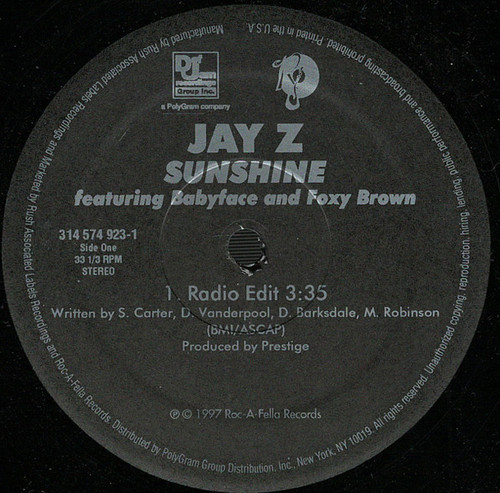 Def Jam
recordings
Group Inc.
a PolyGram company
JAY Z
SUNSHINE
featuring Babyface and Foxy Brown
314 574 923-1
Side One
33 1/3 RPM
STEREO
1. Radio Edit 3:35
Written by S. Carter, D. Vanderpool, D. Barksdale, M. Robinson
(BMI/ASCAP)
Produced by Prestige
℗ © 1997 Roc-A-Fella Records
Manufactured by Rush Associated Labels Recordings and Marketed by Rush Associated Labels Recordings and Roc-A-Fella Records. Distributed by PolyGram Group Distribution, Inc., New York, NY 10019. All rights reserved. Unauthorized copying, reproduction, hiring, lending, public performance and broadcasting prohibited. Printed in the U.S.A.